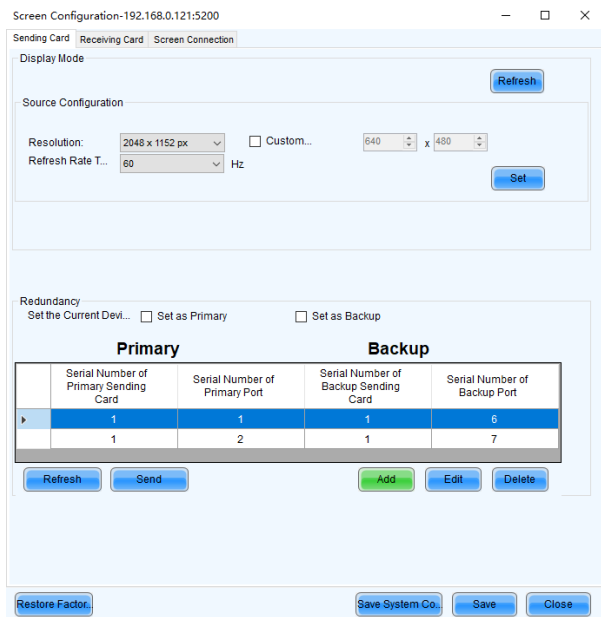 Screen Configuration-192.168.0.121:5200
Sending Card Receiving Card Screen Connection
Display Mode
Refresh
Source Configuration
Resolution: 2048 x 1152 px Custom... 640 x 480
Refresh Rate T... 60 Hz
Set
Redundancy
Set the Current Devi... Set as Primary Set as Backup
Primary Backup
Serial Number of Primary Sending Card Serial Number of Primary Port Serial Number of Backup Sending Card Serial Number of Backup Port
1 1 1 6
1 2 1 7
Refresh Send Add Edit Delete
Restore Factor.. Save System Co.. Save Close